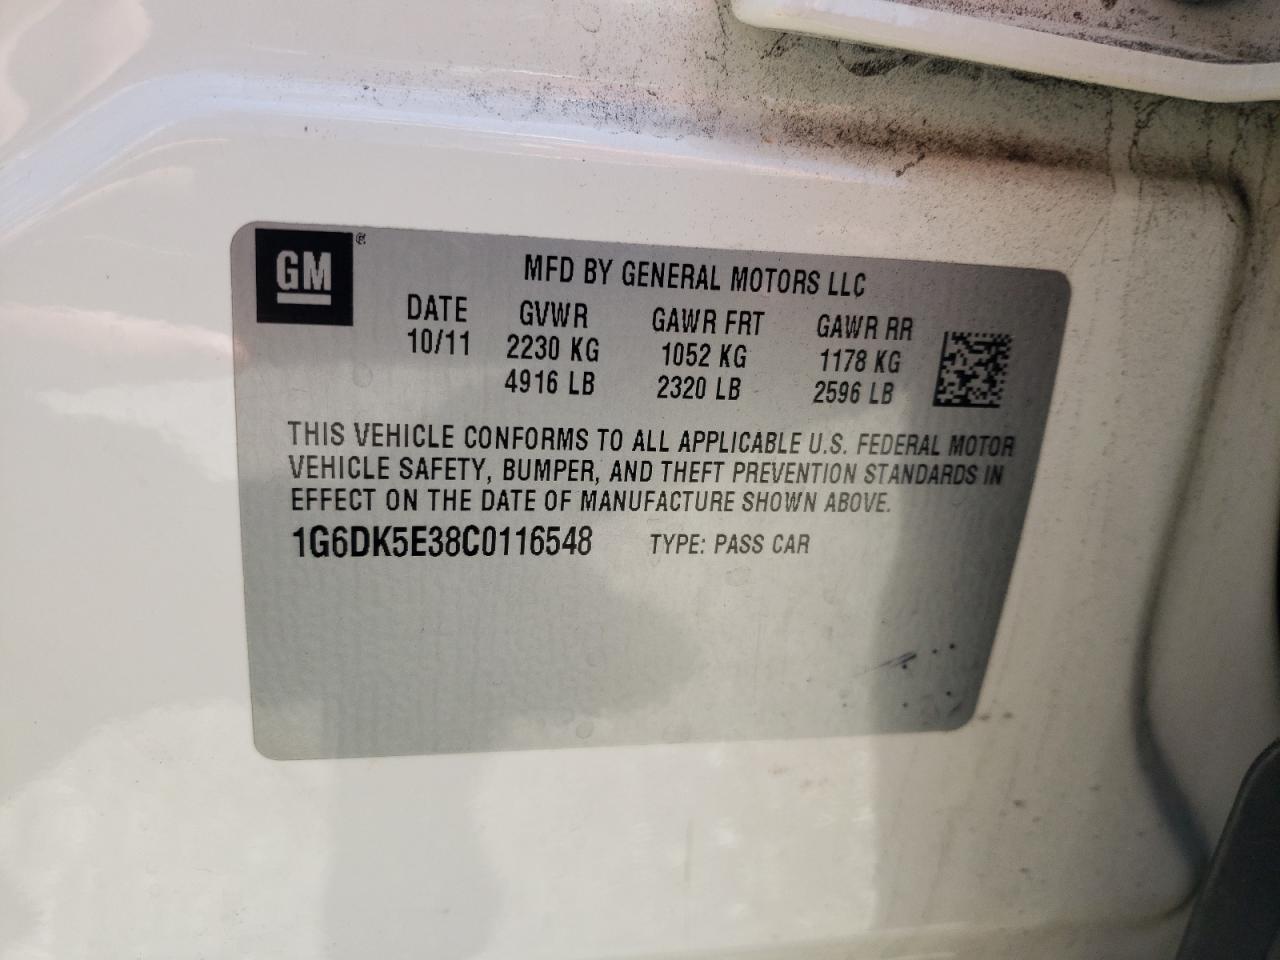 GM®
MFD BY GENERAL MOTORS LLC
DATE GVWR GAWR FRT GAWR RR
10/11 2230 KG 1052 KG 1178 KG
4916 LB 2320 LB 2596 LB
THIS VEHICLE CONFORMS TO ALL APPLICABLE U.S. FEDERAL MOTOR
VEHICLE SAFETY, BUMPER, AND THEFT PREVENTION STANDARDS IN
EFFECT ON THE DATE OF MANUFACTURE SHOWN ABOVE.
1G6DK5E38C0116548 TYPE: PASS CAR